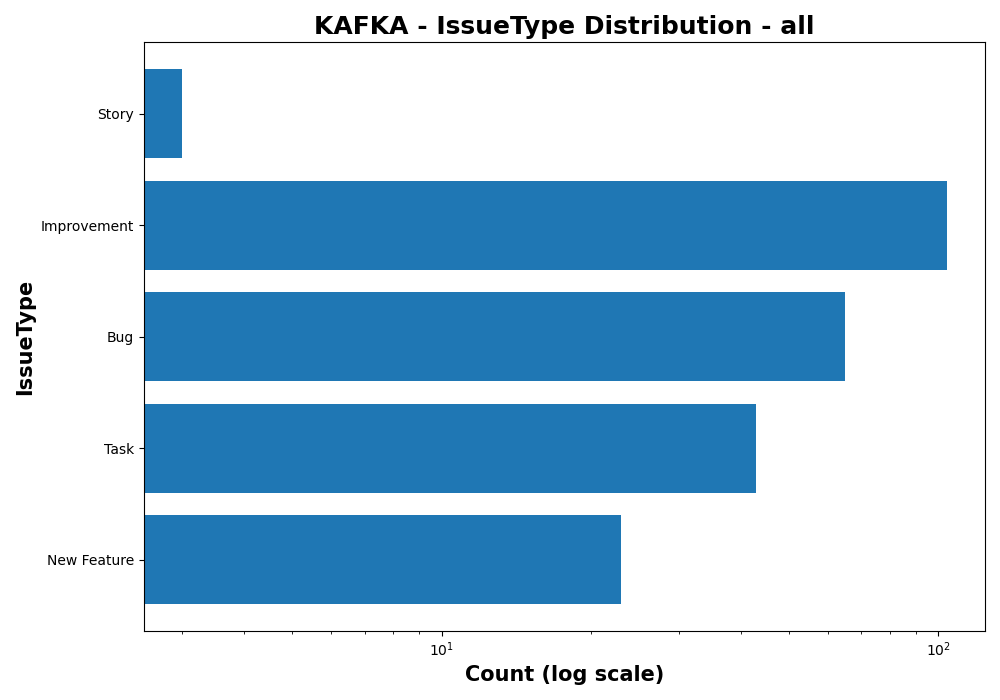 KAFKA - IssueType Distribution - all
IssueType
Story
Improvement
Bug
Task
New Feature
10¹
10²
Count (log scale)